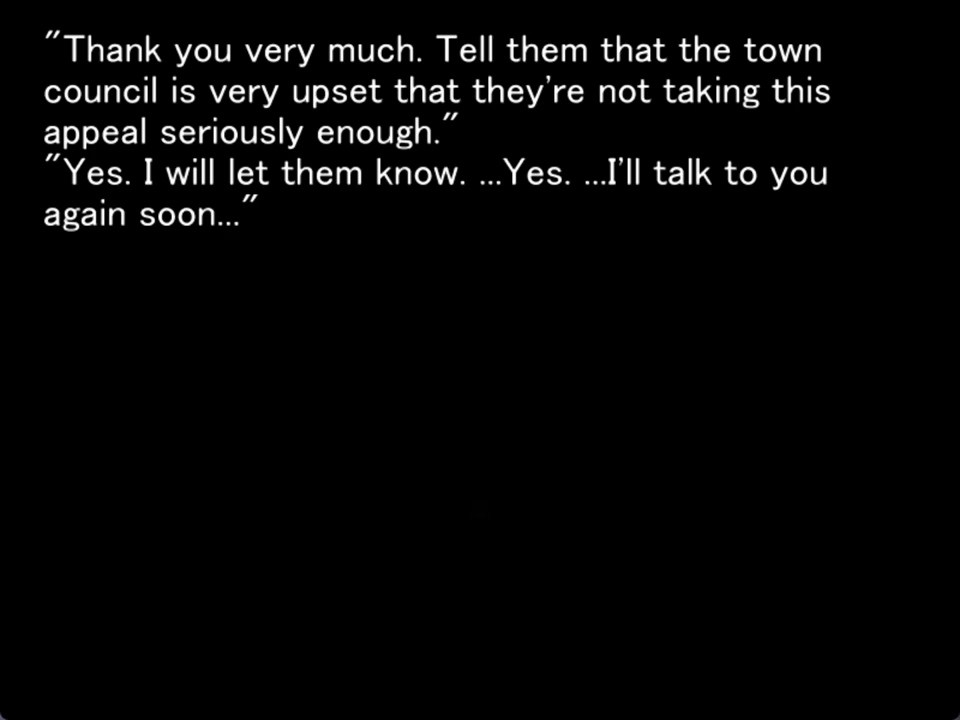 "Thank you very much. Tell them that the town
council is very upset that they're not taking this
appeal seriously enough."
"Yes. I will let them know. ...Yes. ...I'll talk to you
again soon..."